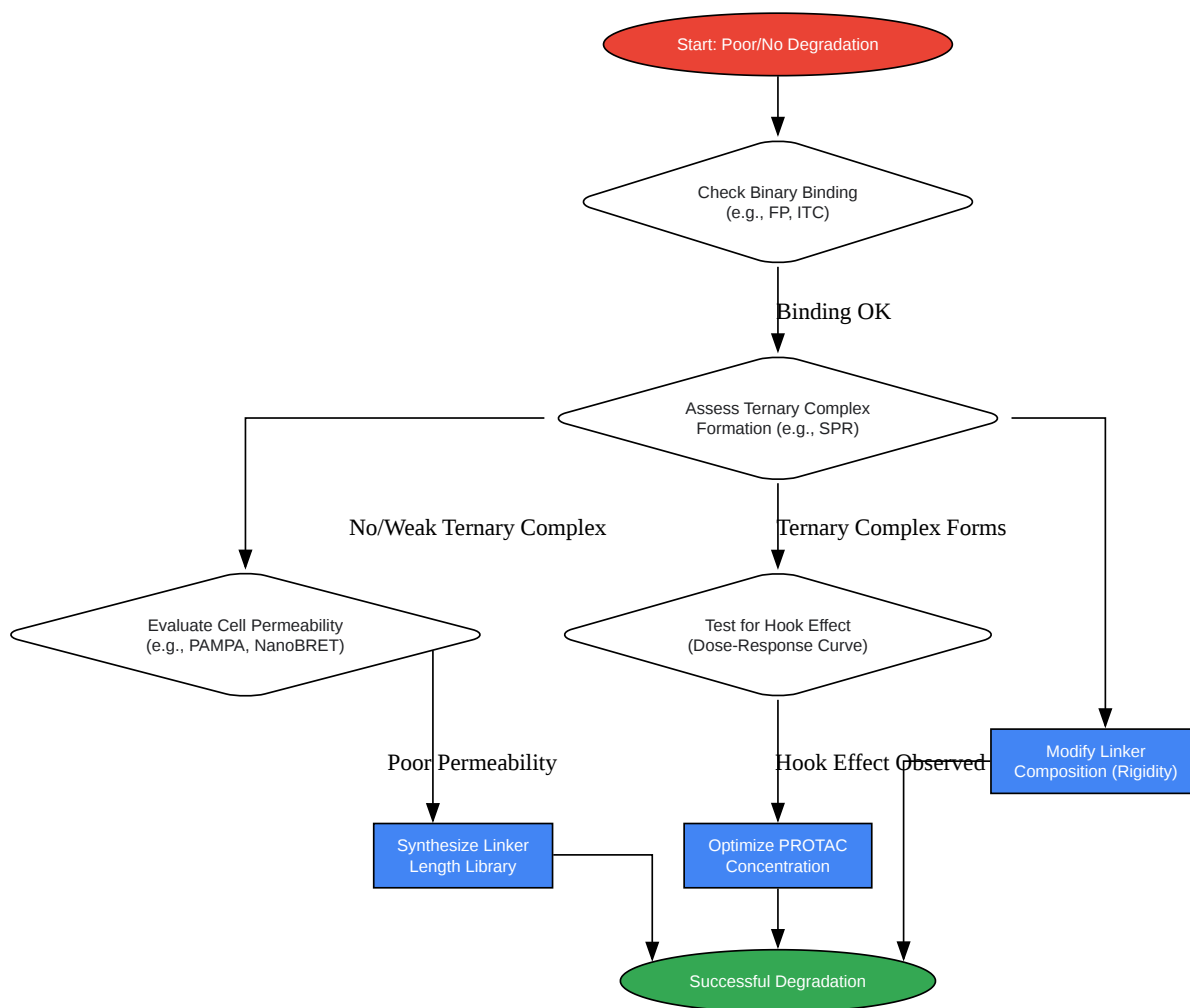 Start: Poor/No Degradation
Check Binary Binding
(e.g., FP, ITC)
Binding OK
Assess Ternary Complex
Formation (e.g., SPR)
No/Weak Ternary Complex
Ternary Complex Forms
Evaluate Cell Permeability
(e.g., PAMPA, NanoBRET)
Test for Hook Effect
(Dose-Response Curve)
Poor Permeability
Hook Effect Observed
Modify Linker
Composition (Rigidity)
Synthesize Linker
Length Library
Optimize PROTAC
Concentration
Successful Degradation